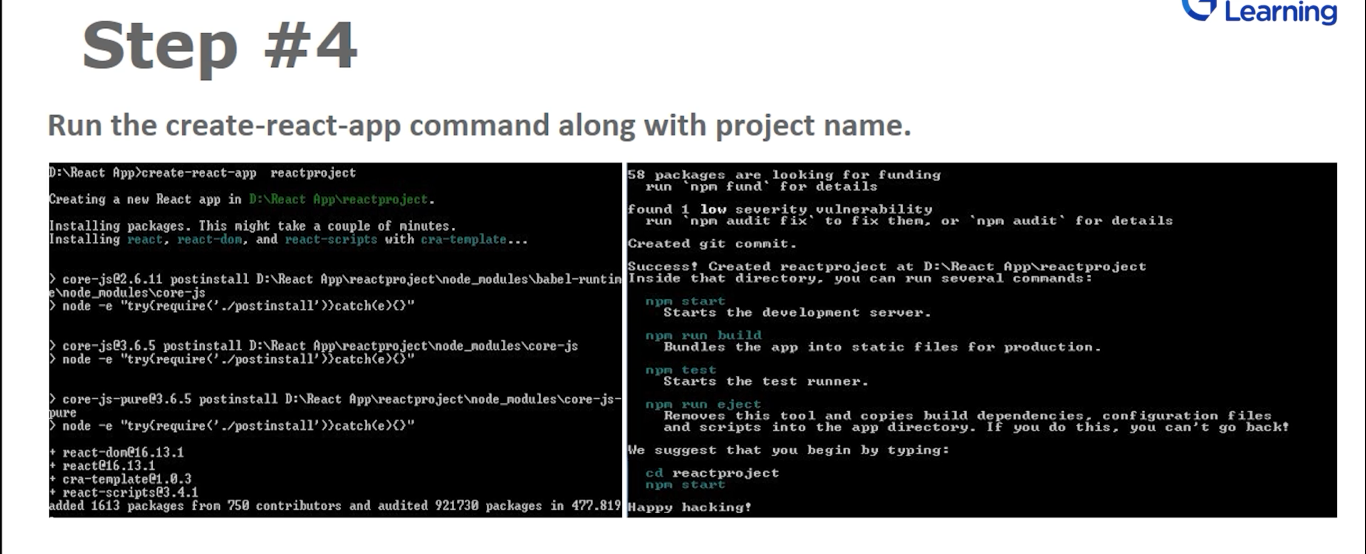 Learning
Step #4
Run the create-react-app command along with project name.
D:\React App>create-react-app  reactproject
Creating a new React app in D:\React App\reactproject.
Installing packages. This might take a couple of minutes.
Installing react, react-dom, and react-scripts with cra-template...
> core-js@2.6.11 postinstall D:\React App\reactproject\node_modules\babel-runtim
e\node_modules\core-js
> node -e "try{require('./postinstall')}catch(e){}"
> core-js@3.6.5 postinstall D:\React App\reactproject\node_modules\core-js
> node -e "try{require('./postinstall')}catch(e){}"
> core-js-pure@3.6.5 postinstall D:\React App\reactproject\node_modules\core-js-
pure
> node -e "try{require('./postinstall')}catch(e){}"
+ react-dom@16.13.1
+ react@16.13.1
+ cra-template@1.0.3
+ react-scripts@3.4.1
added 1613 packages from 750 contributors and audited 921730 packages in 477.819
58 packages are looking for funding
run `npm fund` for details
found 1 low severity vulnerability
run `npm audit fix` to fix them, or `npm audit` for details
Created git commit.
Success! Created reactproject at D:\React App\reactproject
Inside that directory, you can run several commands:
npm start
Starts the development server.
npm run build
Bundles the app into static files for production.
npm test
Starts the test runner.
npm run eject
Removes this tool and copies build dependencies, configuration files
and scripts into the app directory. If you do this, you can't go back!
We suggest that you begin by typing:
cd reactproject
npm start
Happy hacking!